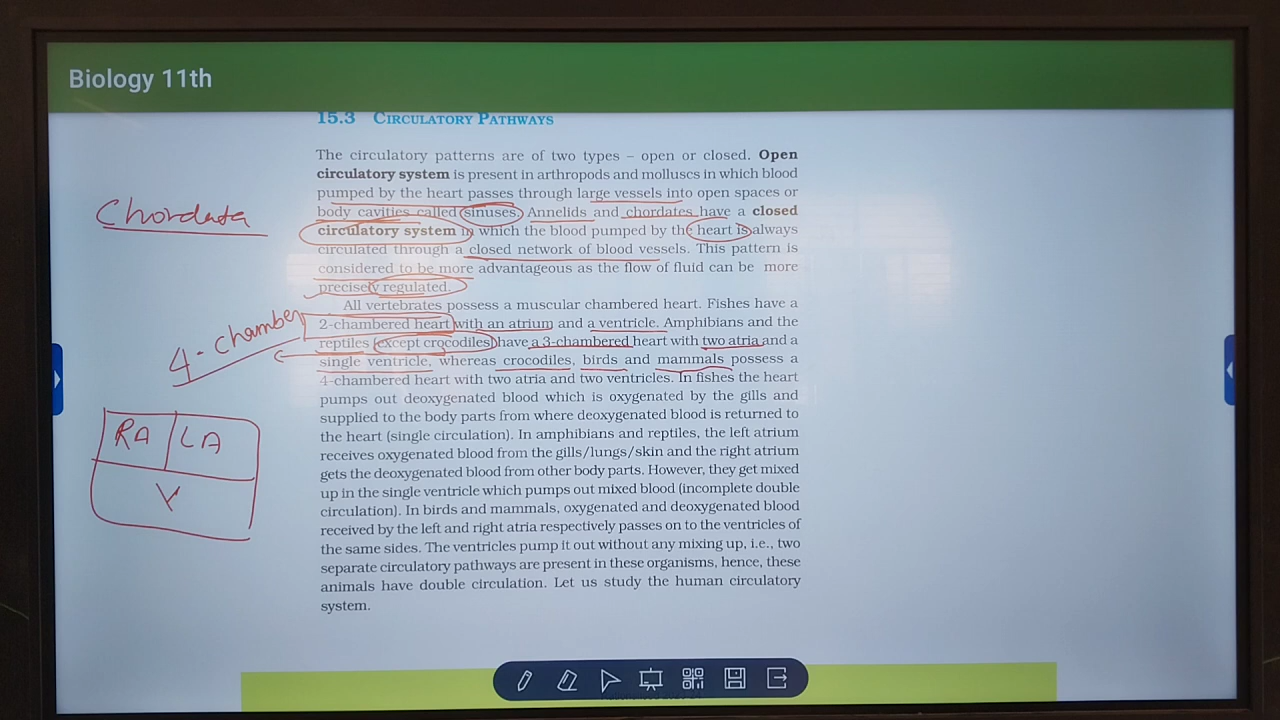 Biology 11th
15.3 CIRCULATORY PATHWAYS
The circulatory patterns are of two types – open or closed. Open
circulatory system is present in arthropods and molluscs in which blood
pumped by the heart passes through large vessels into open spaces or
body cavities called sinuses. Annelids and chordates have a closed
circulatory system in which the blood pumped by the heart is always
circulated through a closed network of blood vessels. This pattern is
considered to be more advantageous as the flow of fluid can be more
precisely regulated.
All vertebrates possess a muscular chambered heart. Fishes have a
2-chambered heart with an atrium and a ventricle. Amphibians and the
reptiles (except crocodiles) have a 3-chambered heart with two atria and a
single ventricle, whereas crocodiles, birds and mammals possess a
4-chambered heart with two atria and two ventricles. In fishes the heart
pumps out deoxygenated blood which is oxygenated by the gills and
supplied to the body parts from where deoxygenated blood is returned to
the heart (single circulation). In amphibians and reptiles, the left atrium
receives oxygenated blood from the gills/lungs/skin and the right atrium
gets the deoxygenated blood from other body parts. However, they get mixed
up in the single ventricle which pumps out mixed blood (incomplete double
circulation). In birds and mammals, oxygenated and deoxygenated blood
received by the left and right atria respectively passes on to the ventricles of
the same sides. The ventricles pump it out without any mixing up, i.e., two
separate circulatory pathways are present in these organisms, hence, these
animals have double circulation. Let us study the human circulatory
system.
Chordata
4-chamber
RA LA
V